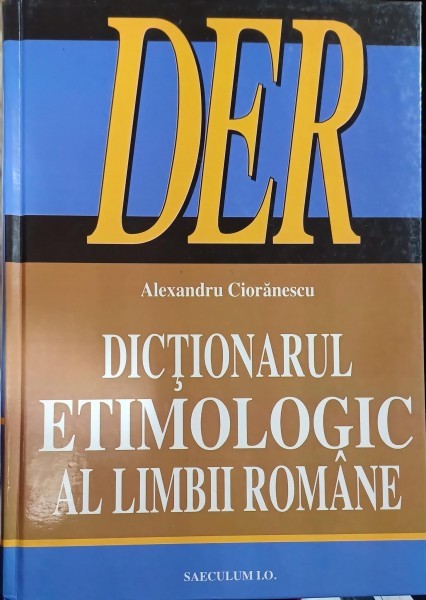 DER
Alexandru Ciorănescu
DICŢIONARUL
ETIMOLOGIC
AL LIMBII ROMÂNE
SAECULUM I.O.